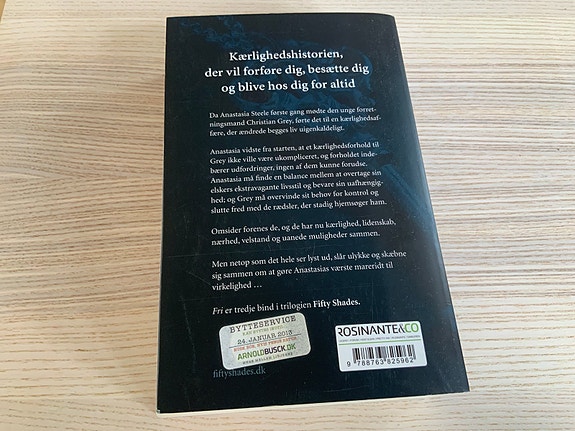 Kærlighedshistorien,
der vil forføre dig, besætte dig
og blive hos dig for altid
Da Anastasia Steele første gang mødte den unge forret-
ningsmand Christian Grey, førte det til en kærlighedsaf-
fære, der ændrede begges liv uigenkaldeligt.
Anastasia vidste fra starten, at et kærlighedsforhold til
Grey ikke ville være ukompliceret, og forholdet inde-
bærer udfordringer, ingen af dem kunne forudse.
Anastasia må finde en balance mellem at overtage sin
elskers ekstravagante livsstil og bevare sin uafhængig-
hed; og Grey må overvinde sit behov for kontrol og
slutte fred med de rædsler, der stadig hjemsøger ham.
Omsider forenes de, og de har nu kærlighed, lidenskab,
nærhed, velstand og uanede muligheder sammen.
Men netop som det hele ser lyst ud, slår ulykke og skæbne
sig sammen om at gøre Anastasias værste mareridt til
virkelighed ...
Fri er tredje bind i trilogien Fifty Shades.
BYTTESERVICE
KAN BYTTES INDTIL
24. JANUAR 2013
ARNOLDBUSCK.DK
fiftyshades.dk
ROSINANTE&CO
9 788763 825962